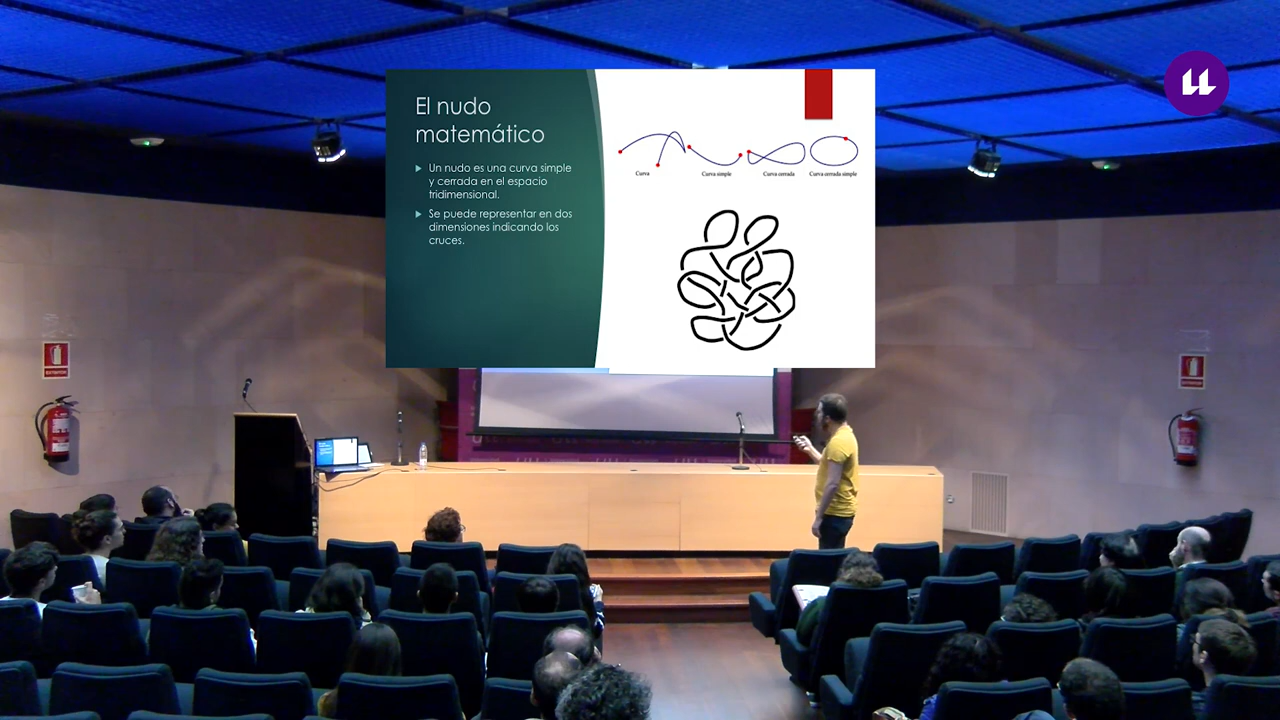 El nudo
matemático
Un nudo es una curva simple
y cerrada en el espacio
tridimensional.
Se puede representar en dos
dimensiones indicando los
cruces.
Curva
Curva simple
Curva cerrada
Curva cerrada simple